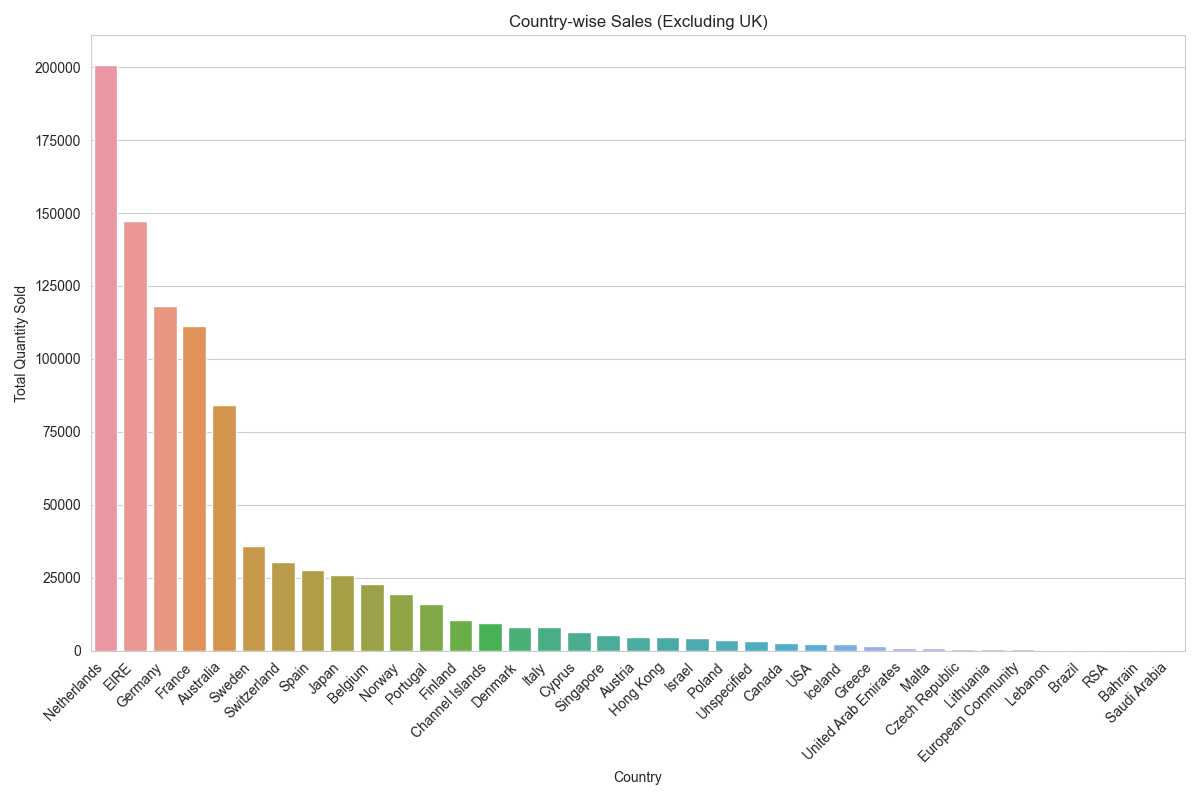 Country-wise Sales (Excluding UK)
200000
175000
150000
125000
100000
75000
50000
25000
0
Total Quantity Sold
Netherlands
EIRE
Germany
France
Australia
Sweden
Switzerland
Spain
Japan
Belgium
Norway
Portugal
Finland
Channel Islands
Denmark
Italy
Cyprus
Singapore
Austria
Hong Kong
Israel
Poland
Unspecified
Canada
USA
Iceland
Greece
United Arab Emirates
Malta
Czech Republic
Lithuania
European Community
Lebanon
Brazil
RSA
Bahrain
Saudi Arabia
Country